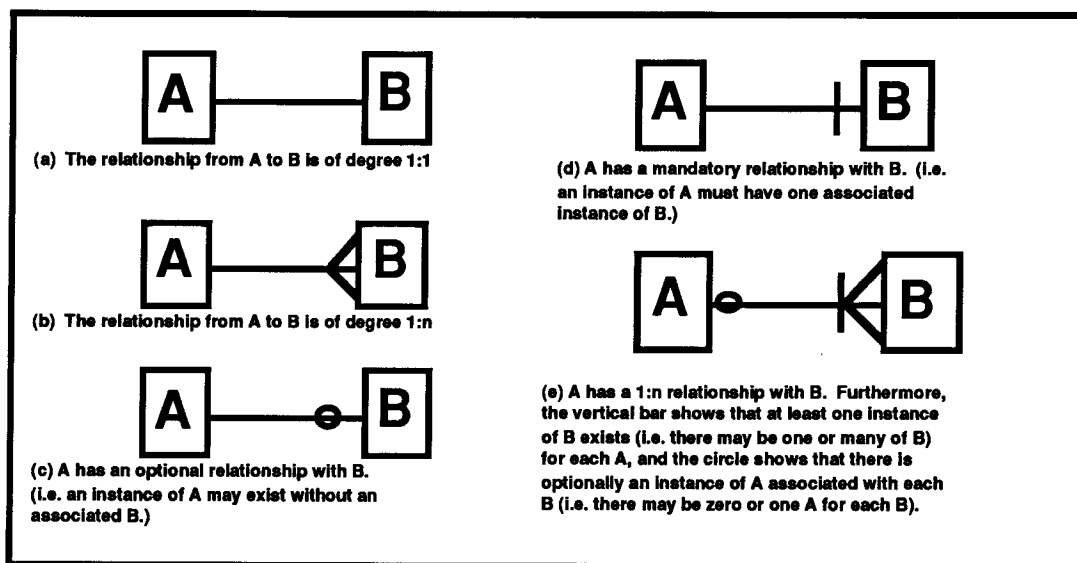 A B
(a) The relationship from A to B is of degree 1:1
A B
(b) The relationship from A to B is of degree 1:n
A B
(c) A has an optional relationship with B.
(i.e. an instance of A may exist without an
associated B.)
A B
(d) A has a mandatory relationship with B. (i.e.
an instance of A must have one associated
instance of B.)
A B
(e) A has a 1:n relationship with B. Furthermore,
the vertical bar shows that at least one instance
of B exists (i.e. there may be one or many of B)
for each A, and the circle shows that there is
optionally an instance of A associated with each
B (i.e. there may be zero or one A for each B).